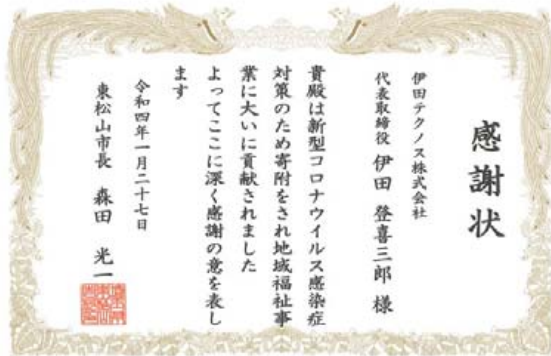 感謝状
伊田テクノス株式会社
代表取締役 伊田 登喜三郎 様
貴殿は新型コロナウイルス感染症
対策のため寄附をされ地域福祉事
業に大いに貢献されました
よってここに深く感謝の意を表し
ます
令和四年一月二十七日
東松山市長 森田 光一